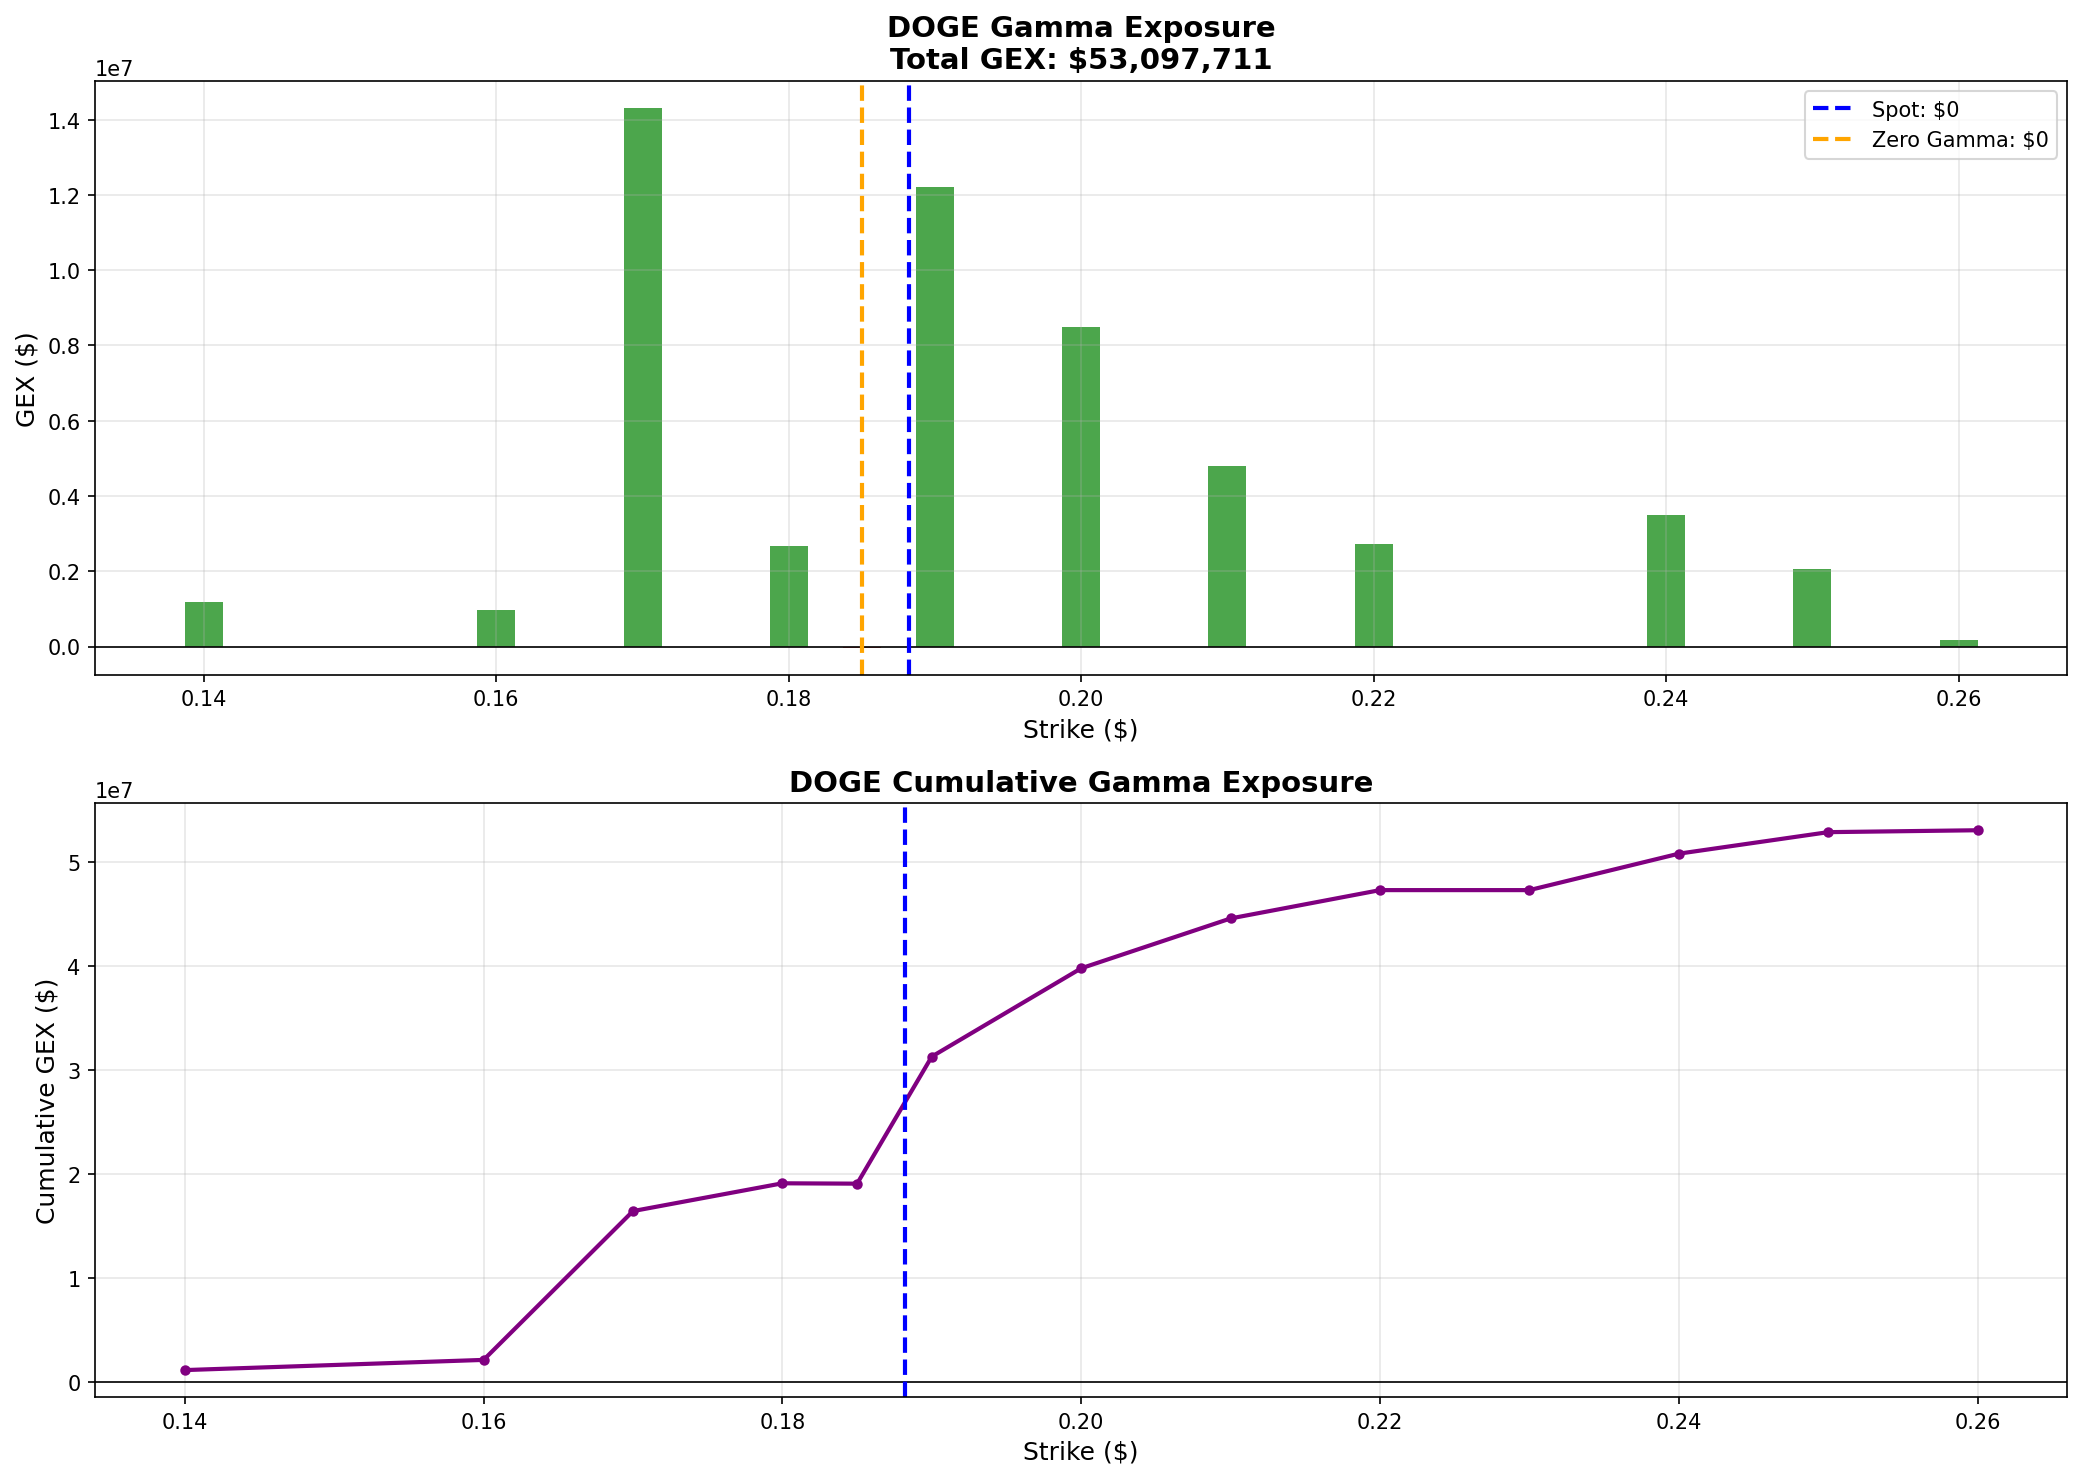 DOGE Gamma Exposure
Total GEX: $53,097,711
1e7
Spot: $0
Zero Gamma: $0
GEX ($)
1.4
1.2
1.0
0.8
0.6
0.4
0.2
0.0
0.14 0.16 0.18 0.20 0.22 0.24 0.26
Strike ($)
DOGE Cumulative Gamma Exposure
1e7
Cumulative GEX ($)
5
4
3
2
1
0
0.14 0.16 0.18 0.20 0.22 0.24 0.26
Strike ($)